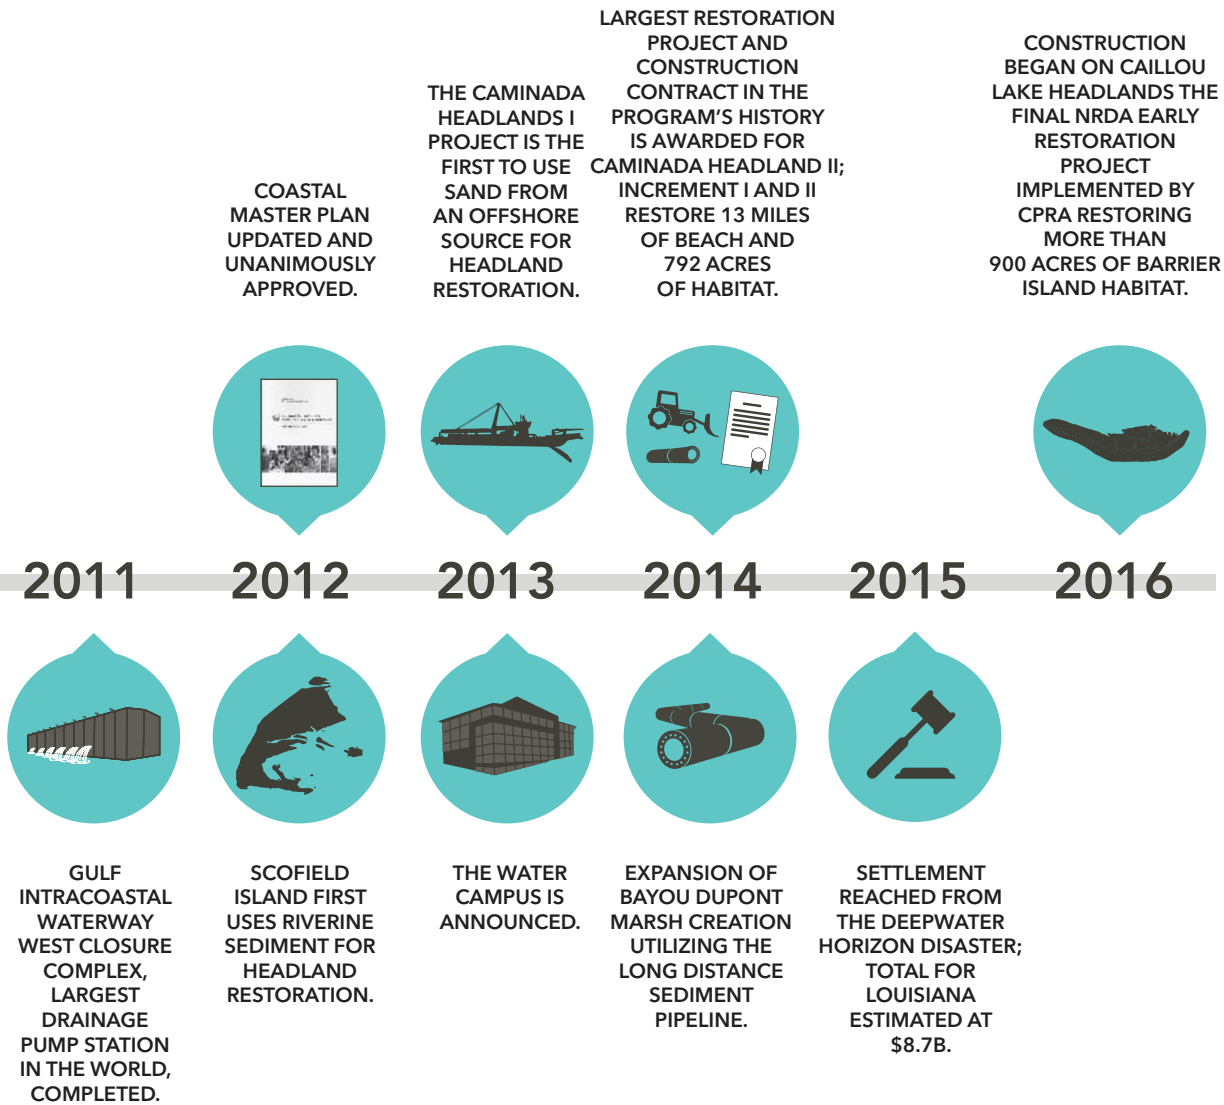 COASTAL
MASTER PLAN
UPDATED AND
UNANIMOUSLY
APPROVED.
THE CAMINADA
HEADLANDS I
PROJECT IS THE
FIRST TO USE
SAND FROM
AN OFFSHORE
SOURCE FOR
HEADLAND
RESTORATION.
LARGEST RESTORATION
PROJECT AND
CONSTRUCTION
CONTRACT IN THE
PROGRAM'S HISTORY
IS AWARDED FOR
CAMINADA HEADLAND II;
INCREMENT I AND II
RESTORE 13 MILES
OF BEACH AND
792 ACRES
OF HABITAT.
CONSTRUCTION
BEGAN ON CAILLOU
LAKE HEADLANDS THE
FINAL NRDA EARLY
RESTORATION
PROJECT
IMPLEMENTED BY
CPRA RESTORING
MORE THAN
900 ACRES OF BARRIER
ISLAND HABITAT.
2011
2012
2013
2014
2015
2016
GULF
INTRACOASTAL
WATERWAY
WEST CLOSURE
COMPLEX,
LARGEST
DRAINAGE
PUMP STATION
IN THE WORLD,
COMPLETED.
SCOFIELD
ISLAND FIRST
USES RIVERINE
SEDIMENT FOR
HEADLAND
RESTORATION.
THE WATER
CAMPUS IS
ANNOUNCED.
EXPANSION OF
BAYOU DUPONT
MARSH CREATION
UTILIZING THE
LONG DISTANCE
SEDIMENT
PIPELINE.
SETTLEMENT
REACHED FROM
THE DEEPWATER
HORIZON DISASTER;
TOTAL FOR
LOUISIANA
ESTIMATED AT
$8.7B.